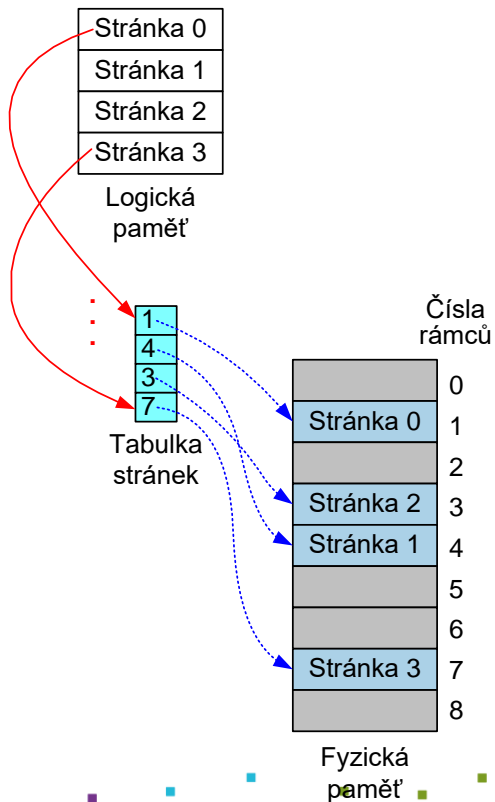 Stránka 0
Stránka 1
Stránka 2
Stránka 3
Logická
paměť
1
4
3
7
Tabulka
stránek
Čísla
rámců
0
Stránka 0 1
2
Stránka 2 3
Stránka 1 4
5
6
Stránka 3 7
8
Fyzická
paměť